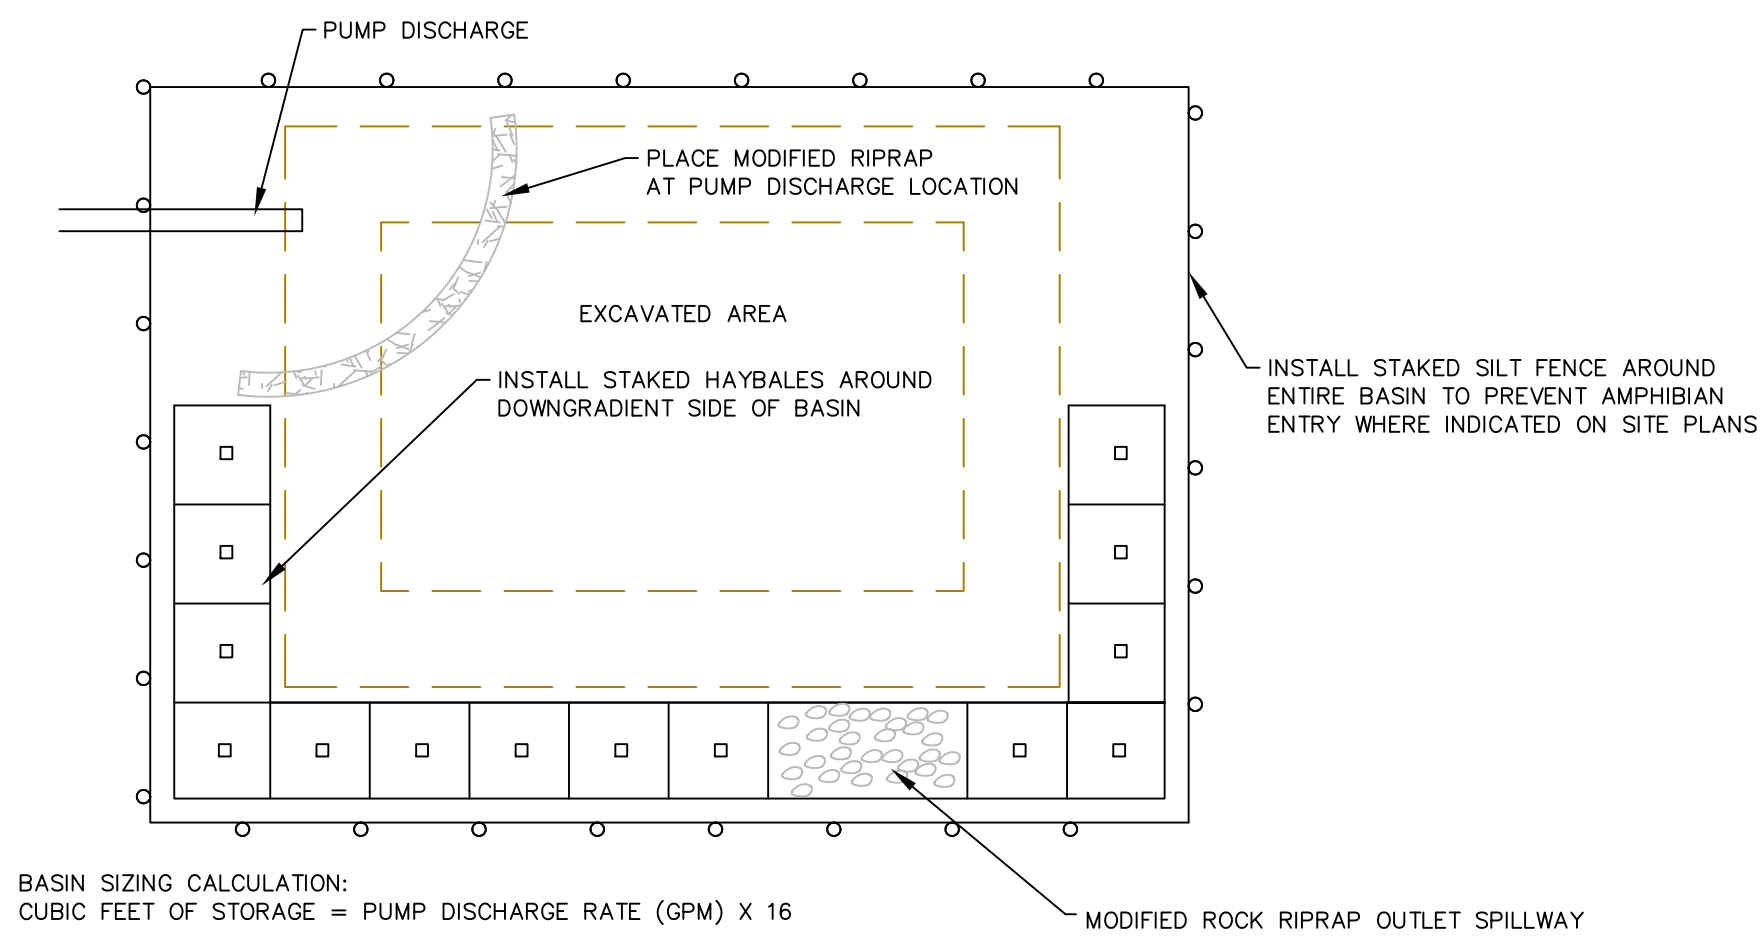 PUMP DISCHARGE
PLACE MODIFIED RIPRAP
AT PUMP DISCHARGE LOCATION
EXCAVATED AREA
INSTALL STAKED HAYBALES AROUND
DOWNGRADIENT SIDE OF BASIN
INSTALL STAKED SILT FENCE AROUND
ENTIRE BASIN TO PREVENT AMPHIBIAN
ENTRY WHERE INDICATED ON SITE PLANS
BASIN SIZING CALCULATION:
CUBIC FEET OF STORAGE = PUMP DISCHARGE RATE (GPM) X 16
MODIFIED ROCK RIPRAP OUTLET SPILLWAY